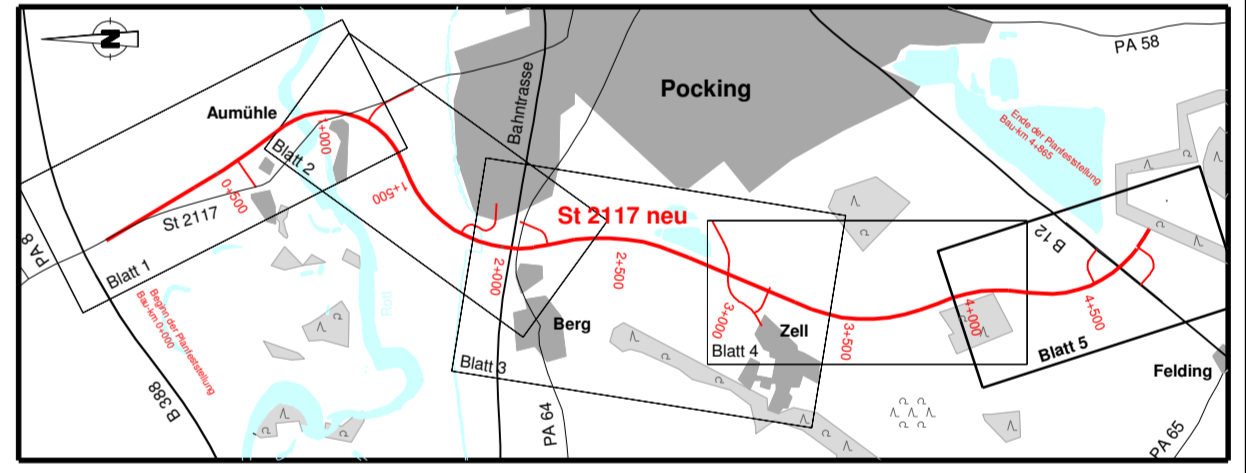 N
PA 58
Pocking
Bahntrasse
Aumühle
Ende der Planfeststellung
Bau-km 4+865
1+000
Blatt 2
0+500
1+500
St 2117
St 2117 neu
PA 8
B 12
Blatt 1
2+000
2+500
Beginn der Planfeststellung
Bau-km 0+000
Rott
3+000
4+000
4+500
Berg
Zell
3+500
Blatt 4
Blatt 5
Blatt 3
Felding
B 388
PA 64
PA 65